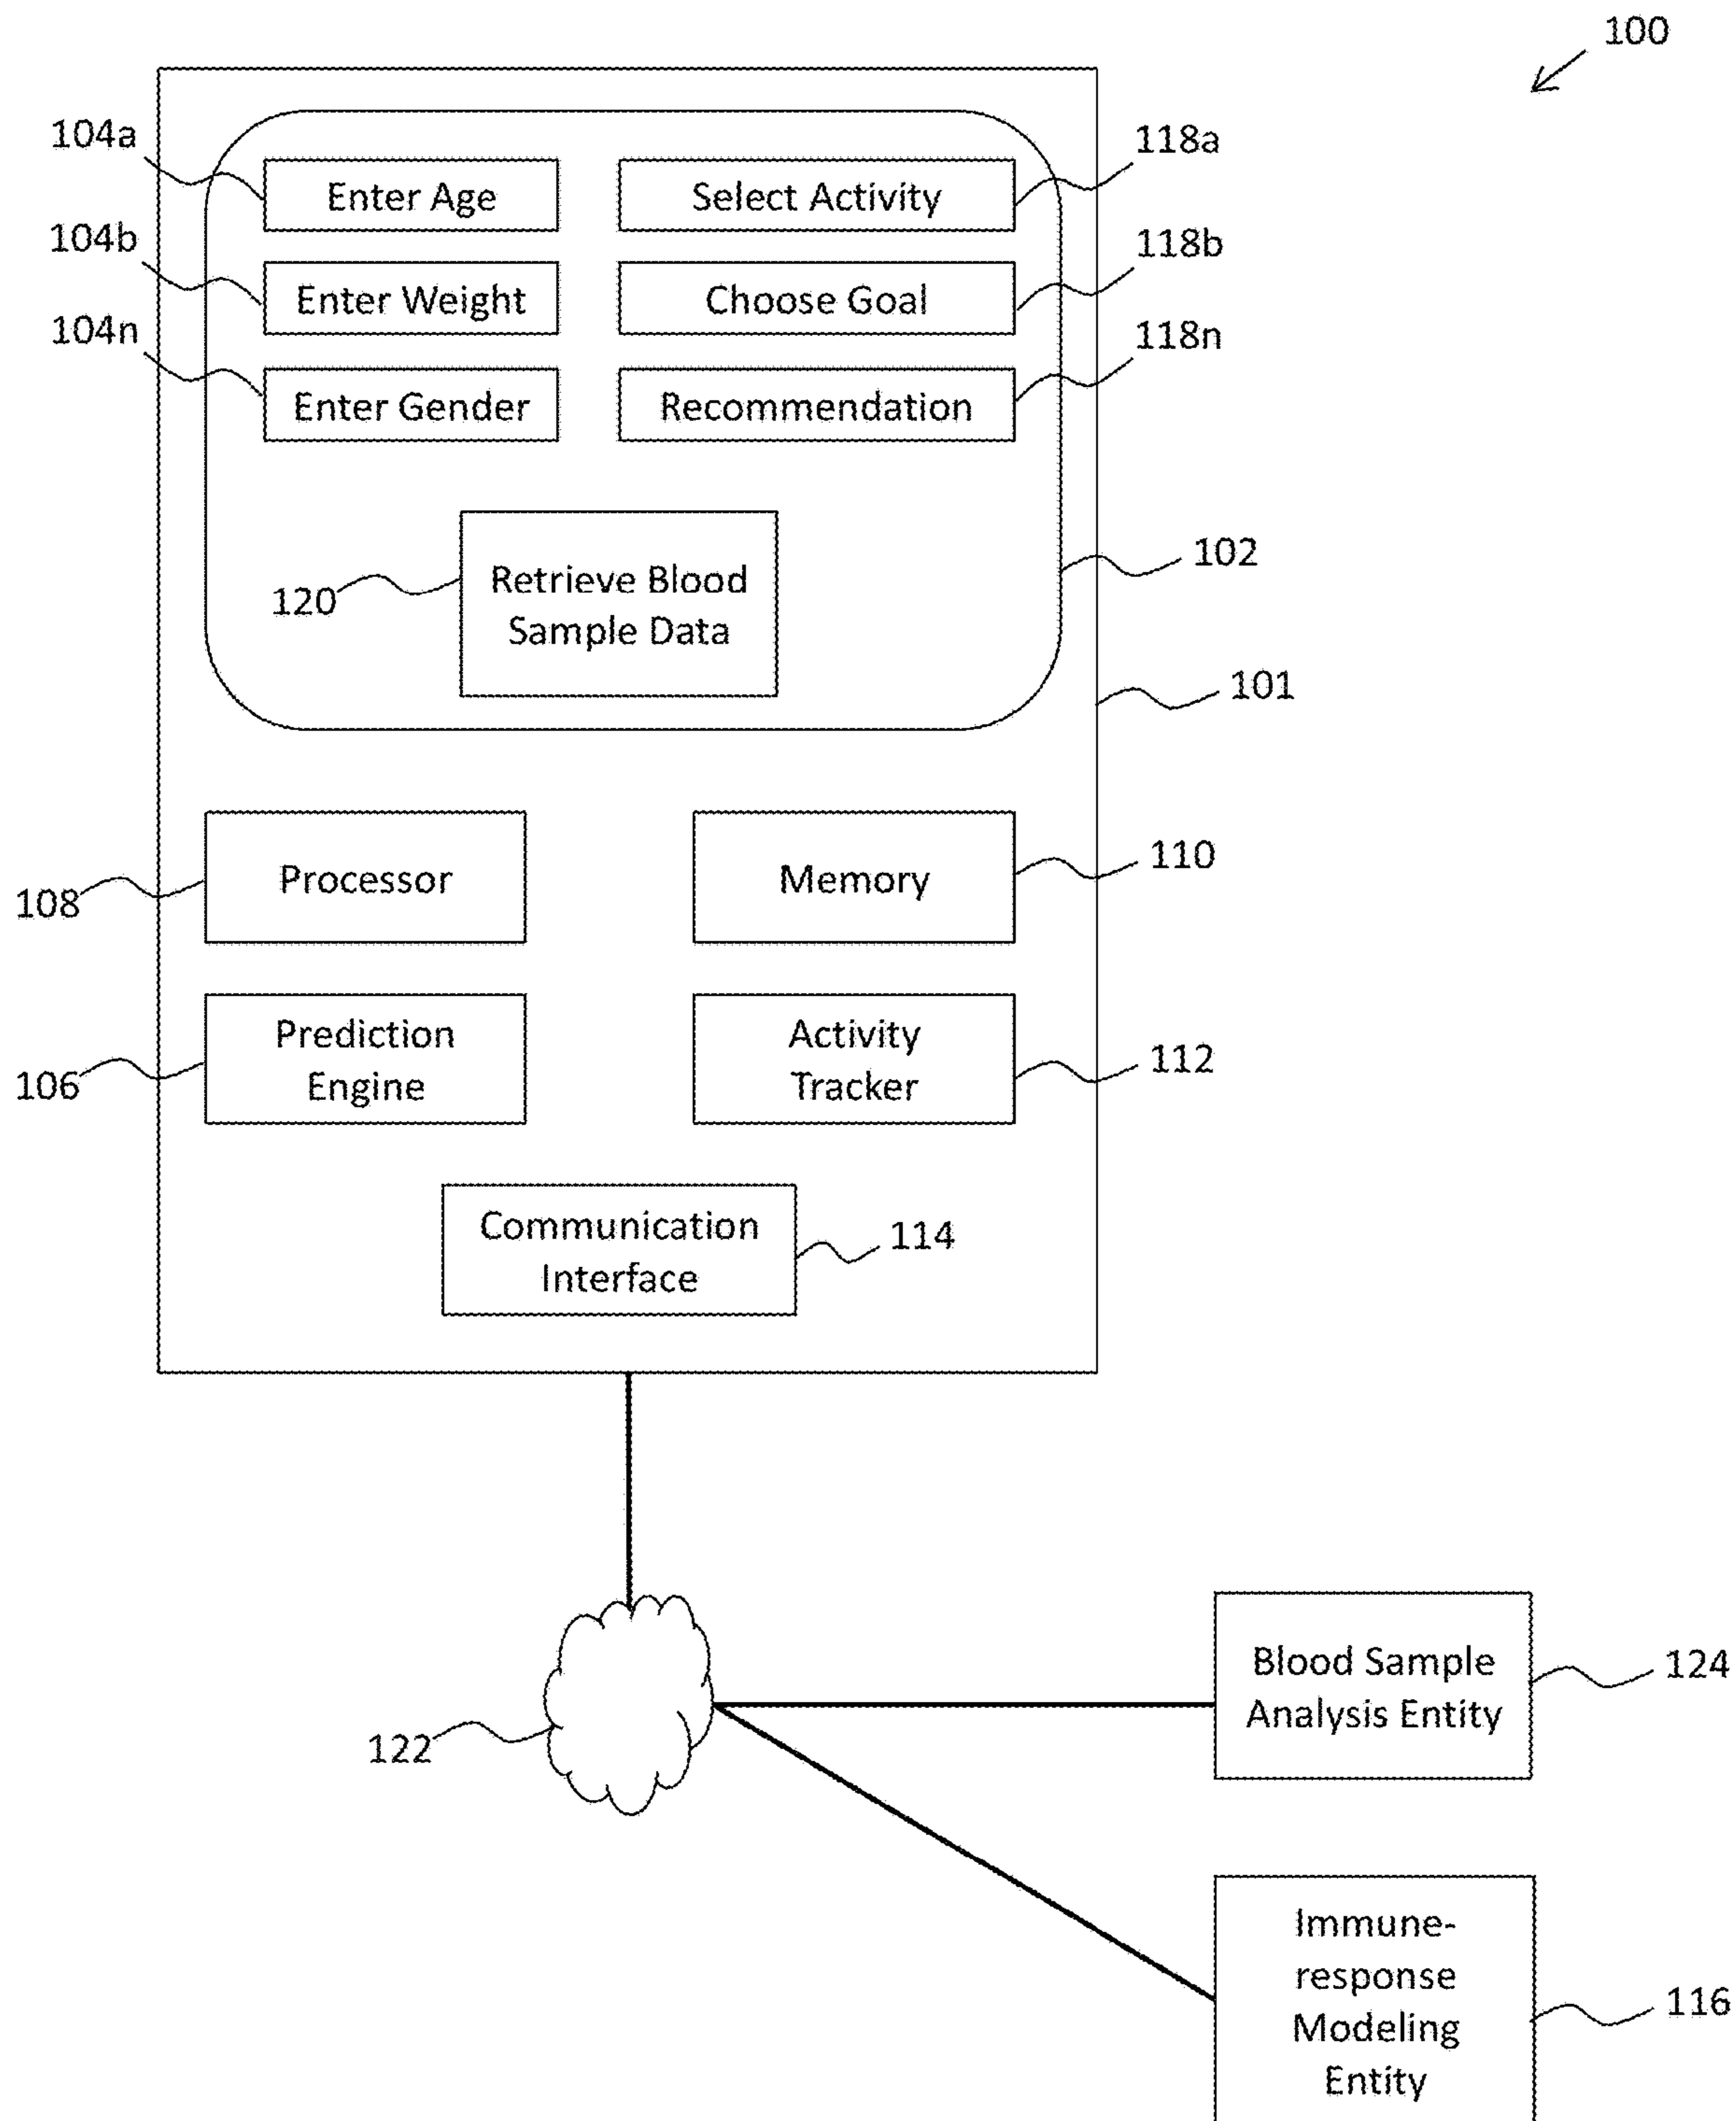 100
104a
Enter Age
Select Activity
118a
104b
Enter Weight
Choose Goal
118b
104n
Enter Gender
Recommendation
118n
102
120
Retrieve Blood
Sample Data
101
108
Processor
Memory
110
106
Prediction
Engine
Activity
Tracker
112
Communication
Interface
114
122
Blood Sample
Analysis Entity
124
Immune-
response
Modeling
Entity
116